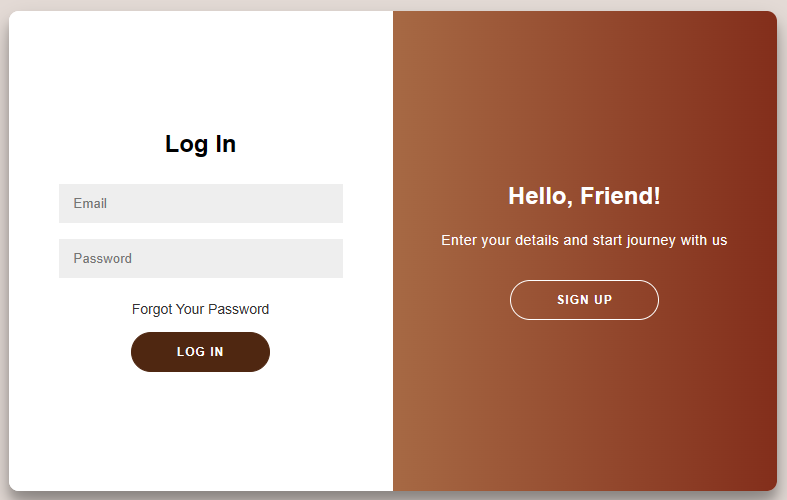 Log In
Email
Password
Forgot Your Password
LOG IN
Hello, Friend!
Enter your details and start journey with us
SIGN UP